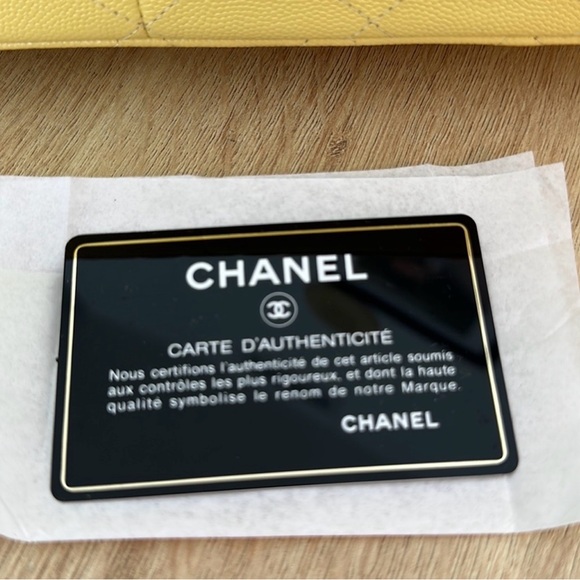 CHANEL
CARTE D'AUTHENTICITÉ
Nous certifions l'authenticité de cet article soumis
aux contrôles les plus rigoureux, et dont la haute
qualité symbolise le renom de notre Marque.
CHANEL